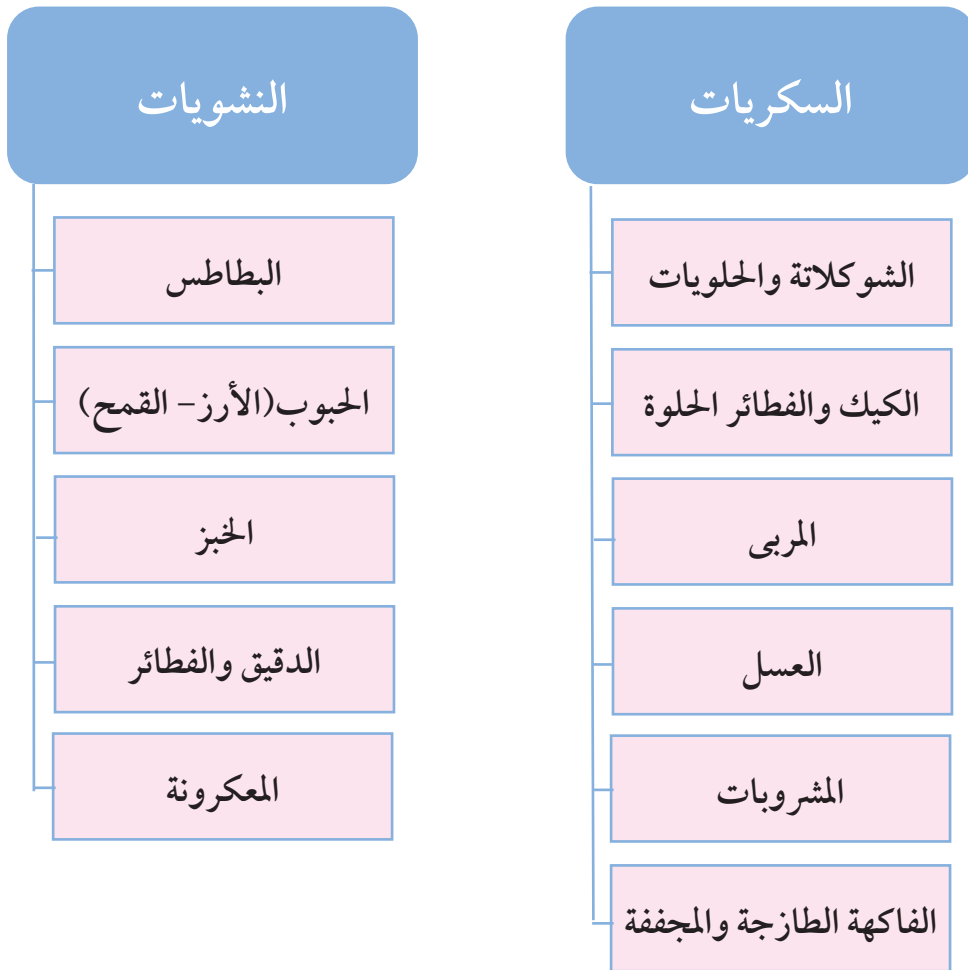 السكريات
الشوكلاتة والحلويات
الكيك والفطائر الحلوة
المربى
العسل
المشروبات
الفاكهة الطازجة والمجففة
النشويات
البطاطس
الحبوب(الأرز– القمح)
الخبز
الدقيق والفطائر
المعكرونة